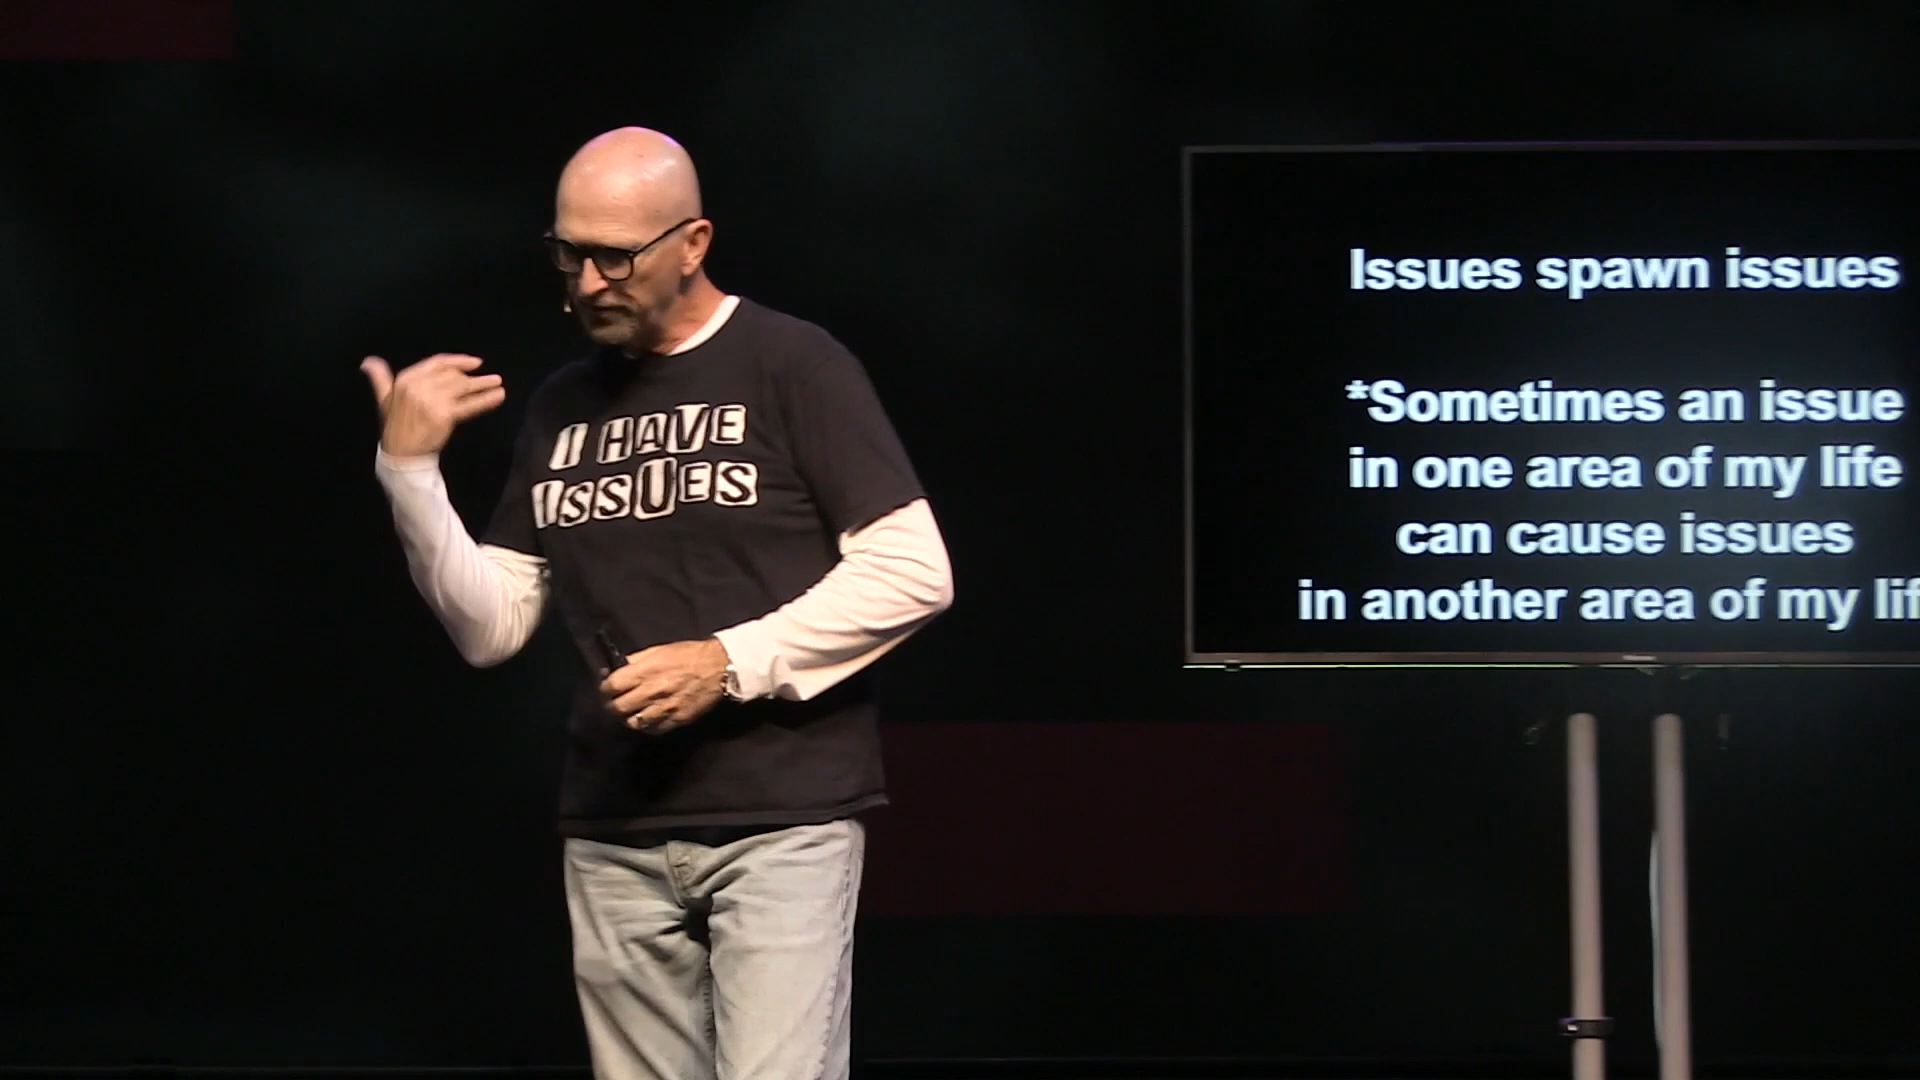 I HAVE
ISSUES
Issues spawn issues
*Sometimes an issue
in one area of my life
can cause issues
in another area of my lif